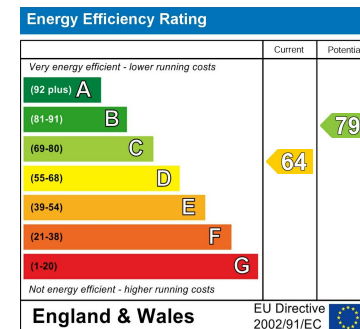 Energy Efficiency Rating
Current Potentia
Very energy efficient - lower running costs
(92 plus) A
(81-91) B
(69-80) C
(55-68) D
(39-54) E
(21-38) F
(1-20) G
64
79
Not energy efficient - higher running costs
England & Wales
EU Directive
2002/91/EC